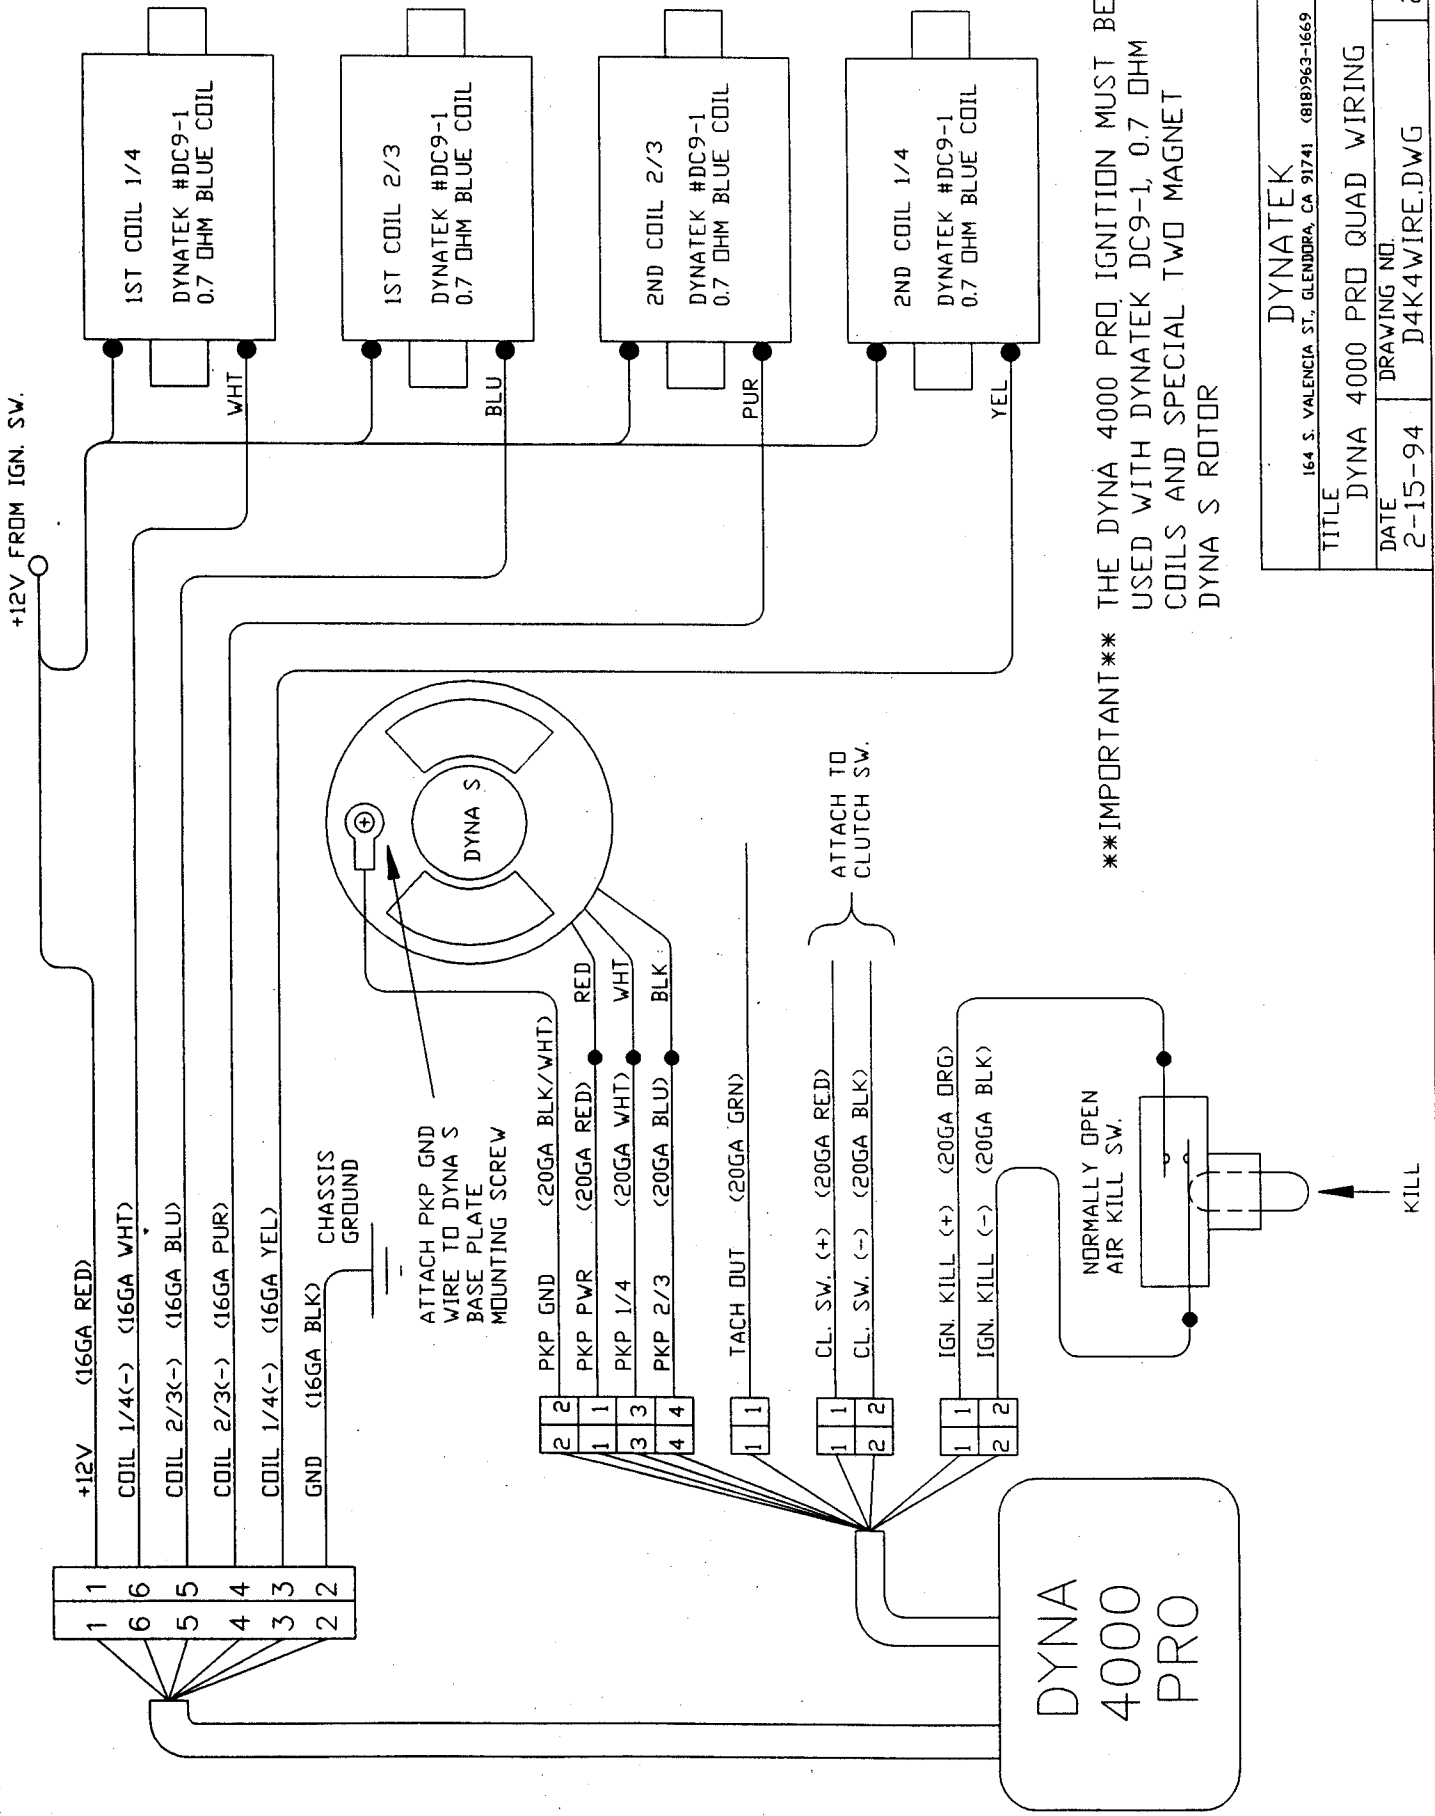 +12V FROM IGN. SW.
1ST COIL 1/4
DYNATEK #DC9-1
0.7 OHM BLUE COIL
WHT
1ST COIL 2/3
DYNATEK #DC9-1
0.7 OHM BLUE COIL
BLU
2ND COIL 2/3
DYNATEK #DC9-1
0.7 OHM BLUE COIL
PUR
2ND COIL 1/4
DYNATEK #DC9-1
0.7 OHM BLUE COIL
YEL
1 1 +12V (16GA RED)
6 6 COIL 1/4(-) (16GA WHT)
5 5 COIL 2/3(-) (16GA BLU)
4 4 COIL 2/3(-) (16GA PUR)
3 3 COIL 1/4(-) (16GA YEL)
2 2 GND (16GA BLK)
CHASSIS
GROUND
ATTACH PKP GND
WIRE TO DYNA S
BASE PLATE
MOUNTING SCREW
DYNA S
2 2 PKP GND (20GA BLK/WHT)
1 1 PKP PWR (20GA RED) RED
3 3 PKP 1/4 (20GA WHT) WHT
4 4 PKP 2/3 (20GA BLU) BLK
1 1 TACH OUT (20GA GRN)
1 1 CL. SW. (+) (20GA RED)
2 2 CL. SW. (-) (20GA BLK)
ATTACH TO
CLUTCH SW.
1 1 IGN. KILL (+) (20GA ORG)
2 2 IGN. KILL (-) (20GA BLK)
NORMALLY OPEN
AIR KILL SW.
KILL
DYNA
4000
PRO
**IMPORTANT** THE DYNA 4000 PRO IGNITION MUST BE
USED WITH DYNATEK DC9-1, 0.7 OHM
COILS AND SPECIAL TWO MAGNET
DYNA S ROTOR
DYNATEK
164 S. VALENCIA ST., GLENDORA, CA 91741 (818)963-1669
TITLE
DYNA 4000 PRO QUAD WIRING
DATE DRAWING NO.
2-15-94 D4K4WIRE.DWG